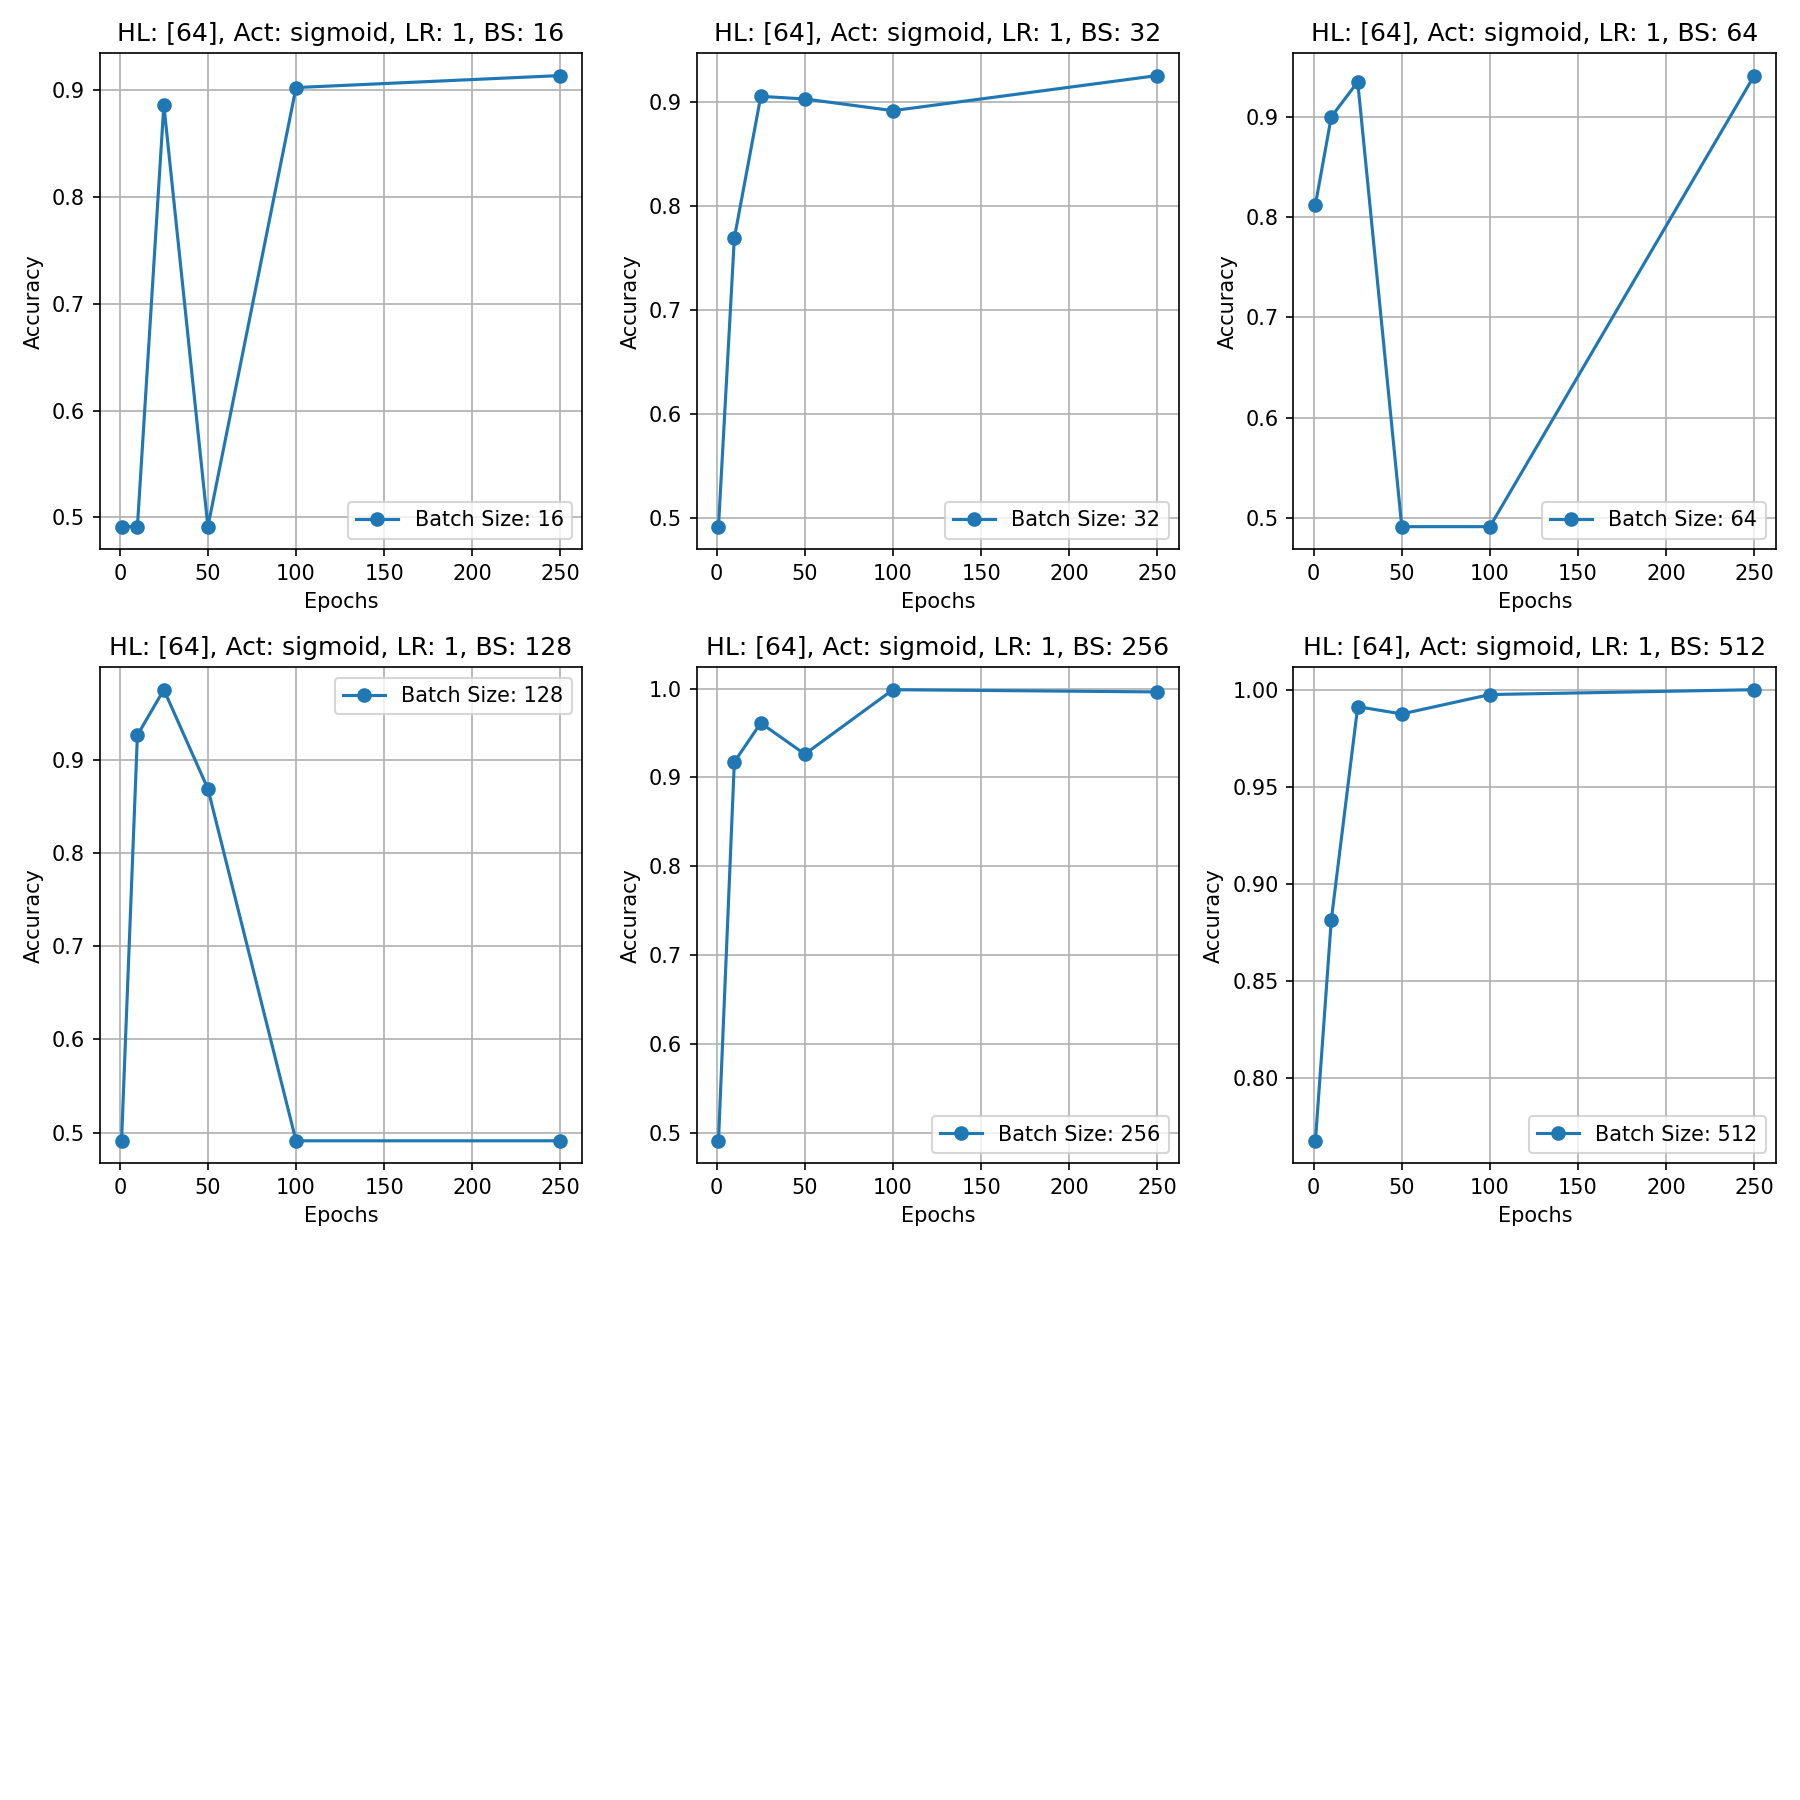 HL: [64], Act: sigmoid, LR: 1, BS: 16
Accuracy
0.9
0.8
0.7
0.6
0.5
Batch Size: 16
0 50 100 150 200 250
Epochs
HL: [64], Act: sigmoid, LR: 1, BS: 32
Accuracy
0.9
0.8
0.7
0.6
0.5
Batch Size: 32
0 50 100 150 200 250
Epochs
HL: [64], Act: sigmoid, LR: 1, BS: 64
Accuracy
0.9
0.8
0.7
0.6
0.5
Batch Size: 64
0 50 100 150 200 250
Epochs
HL: [64], Act: sigmoid, LR: 1, BS: 128
Batch Size: 128
Accuracy
0.9
0.8
0.7
0.6
0.5
0 50 100 150 200 250
Epochs
HL: [64], Act: sigmoid, LR: 1, BS: 256
Accuracy
1.0
0.9
0.8
0.7
0.6
0.5
Batch Size: 256
0 50 100 150 200 250
Epochs
HL: [64], Act: sigmoid, LR: 1, BS: 512
Accuracy
1.00
0.95
0.90
0.85
0.80
Batch Size: 512
0 50 100 150 200 250
Epochs